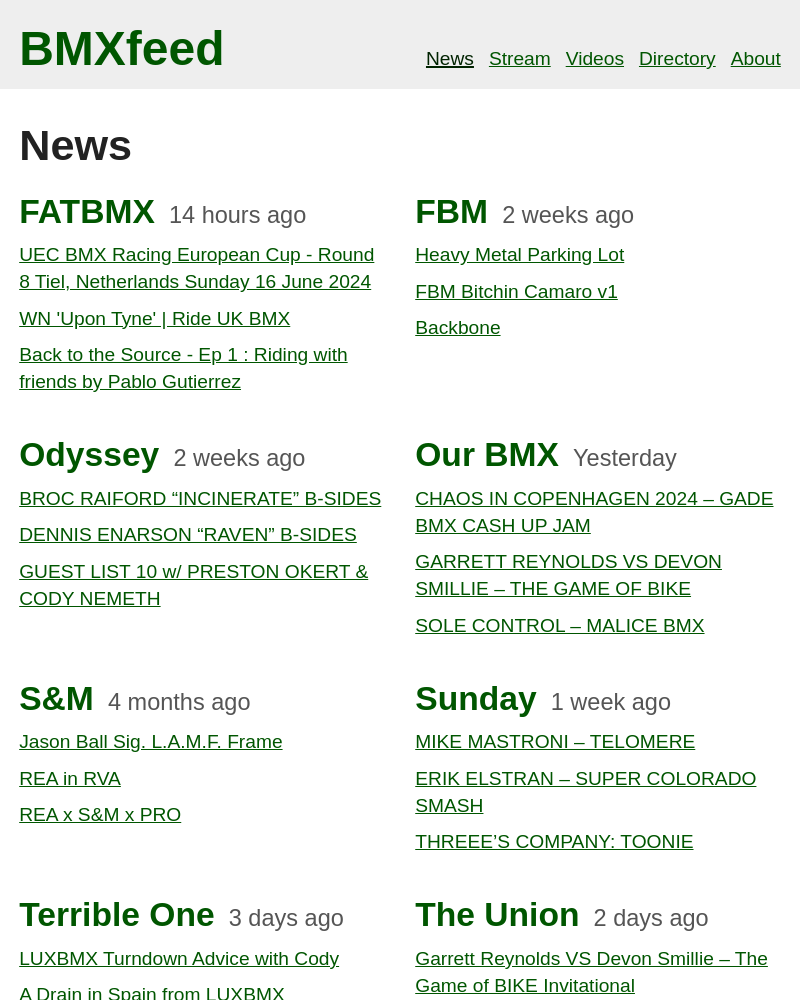 BMXfeed
News Stream Videos Directory About
News
FATBMX 14 hours ago
UEC BMX Racing European Cup - Round
8 Tiel, Netherlands Sunday 16 June 2024
WN 'Upon Tyne' | Ride UK BMX
Back to the Source - Ep 1 : Riding with
friends by Pablo Gutierrez
FBM 2 weeks ago
Heavy Metal Parking Lot
FBM Bitchin Camaro v1
Backbone
Odyssey 2 weeks ago
BROC RAIFORD “INCINERATE” B-SIDES
DENNIS ENARSON “RAVEN” B-SIDES
GUEST LIST 10 w/ PRESTON OKERT &
CODY NEMETH
Our BMX Yesterday
CHAOS IN COPENHAGEN 2024 – GADE
BMX CASH UP JAM
GARRETT REYNOLDS VS DEVON
SMILLIE – THE GAME OF BIKE
SOLE CONTROL – MALICE BMX
S&M 4 months ago
Jason Ball Sig. L.A.M.F. Frame
REA in RVA
REA x S&M x PRO
Sunday 1 week ago
MIKE MASTRONI – TELOMERE
ERIK ELSTRAN – SUPER COLORADO
SMASH
THREEE’S COMPANY: TOONIE
Terrible One 3 days ago
LUXBMX Turndown Advice with Cody
A Drain in Spain from LUXBMX
The Union 2 days ago
Garrett Reynolds VS Devon Smillie – The
Game of BIKE Invitational